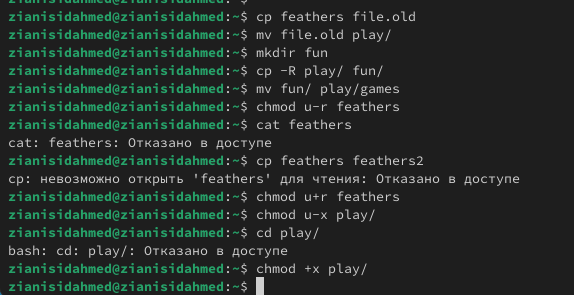 zianisidahmed@zianisidahmed:~$ cp feathers file.old
zianisidahmed@zianisidahmed:~$ mv file.old play/
zianisidahmed@zianisidahmed:~$ mkdir fun
zianisidahmed@zianisidahmed:~$ cp -R play/ fun/
zianisidahmed@zianisidahmed:~$ mv fun/ play/games
zianisidahmed@zianisidahmed:~$ chmod u-r feathers
zianisidahmed@zianisidahmed:~$ cat feathers
cat: feathers: Отказано в доступе
zianisidahmed@zianisidahmed:~$ cp feathers feathers2
cp: невозможно открыть 'feathers' для чтения: Отказано в доступе
zianisidahmed@zianisidahmed:~$ chmod u+r feathers
zianisidahmed@zianisidahmed:~$ chmod u-x play/
zianisidahmed@zianisidahmed:~$ cd play/
bash: cd: play/: Отказано в доступе
zianisidahmed@zianisidahmed:~$ chmod +x play/
zianisidahmed@zianisidahmed:~$